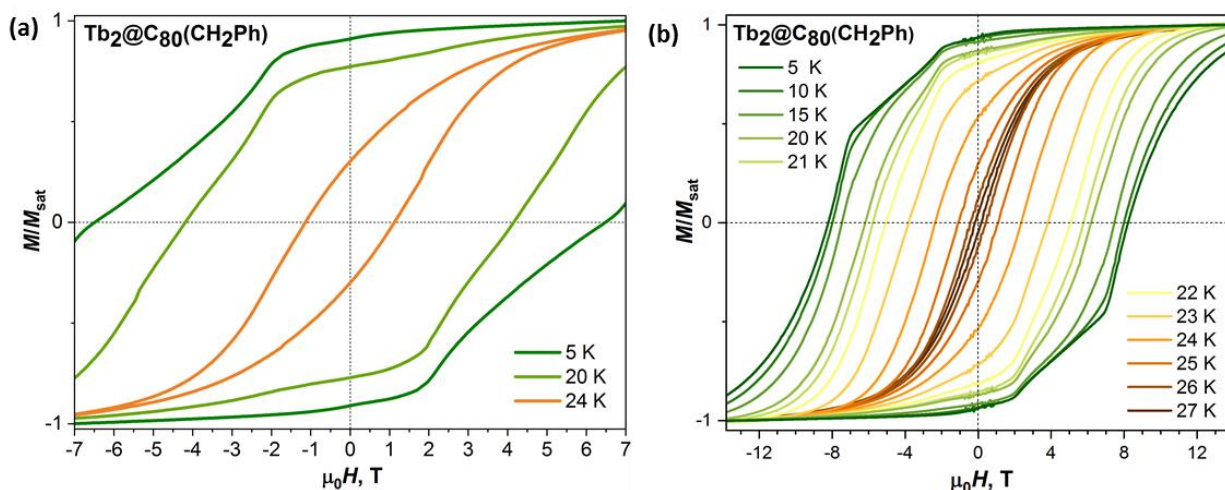 (a)
Tb₂@C₈₀(CH₂Ph)
M/Mₛₐₜ
1
0
-1
5 K
20 K
24 K
-7 -6 -5 -4 -3 -2 -1 0 1 2 3 4 5 6 7
μ₀H, T
(b)
Tb₂@C₈₀(CH₂Ph)
5 K
10 K
15 K
20 K
21 K
M/Mₛₐₜ
1
0
-1
22 K
23 K
24 K
25 K
26 K
27 K
-12 -8 -4 0 4 8 12
μ₀H, T